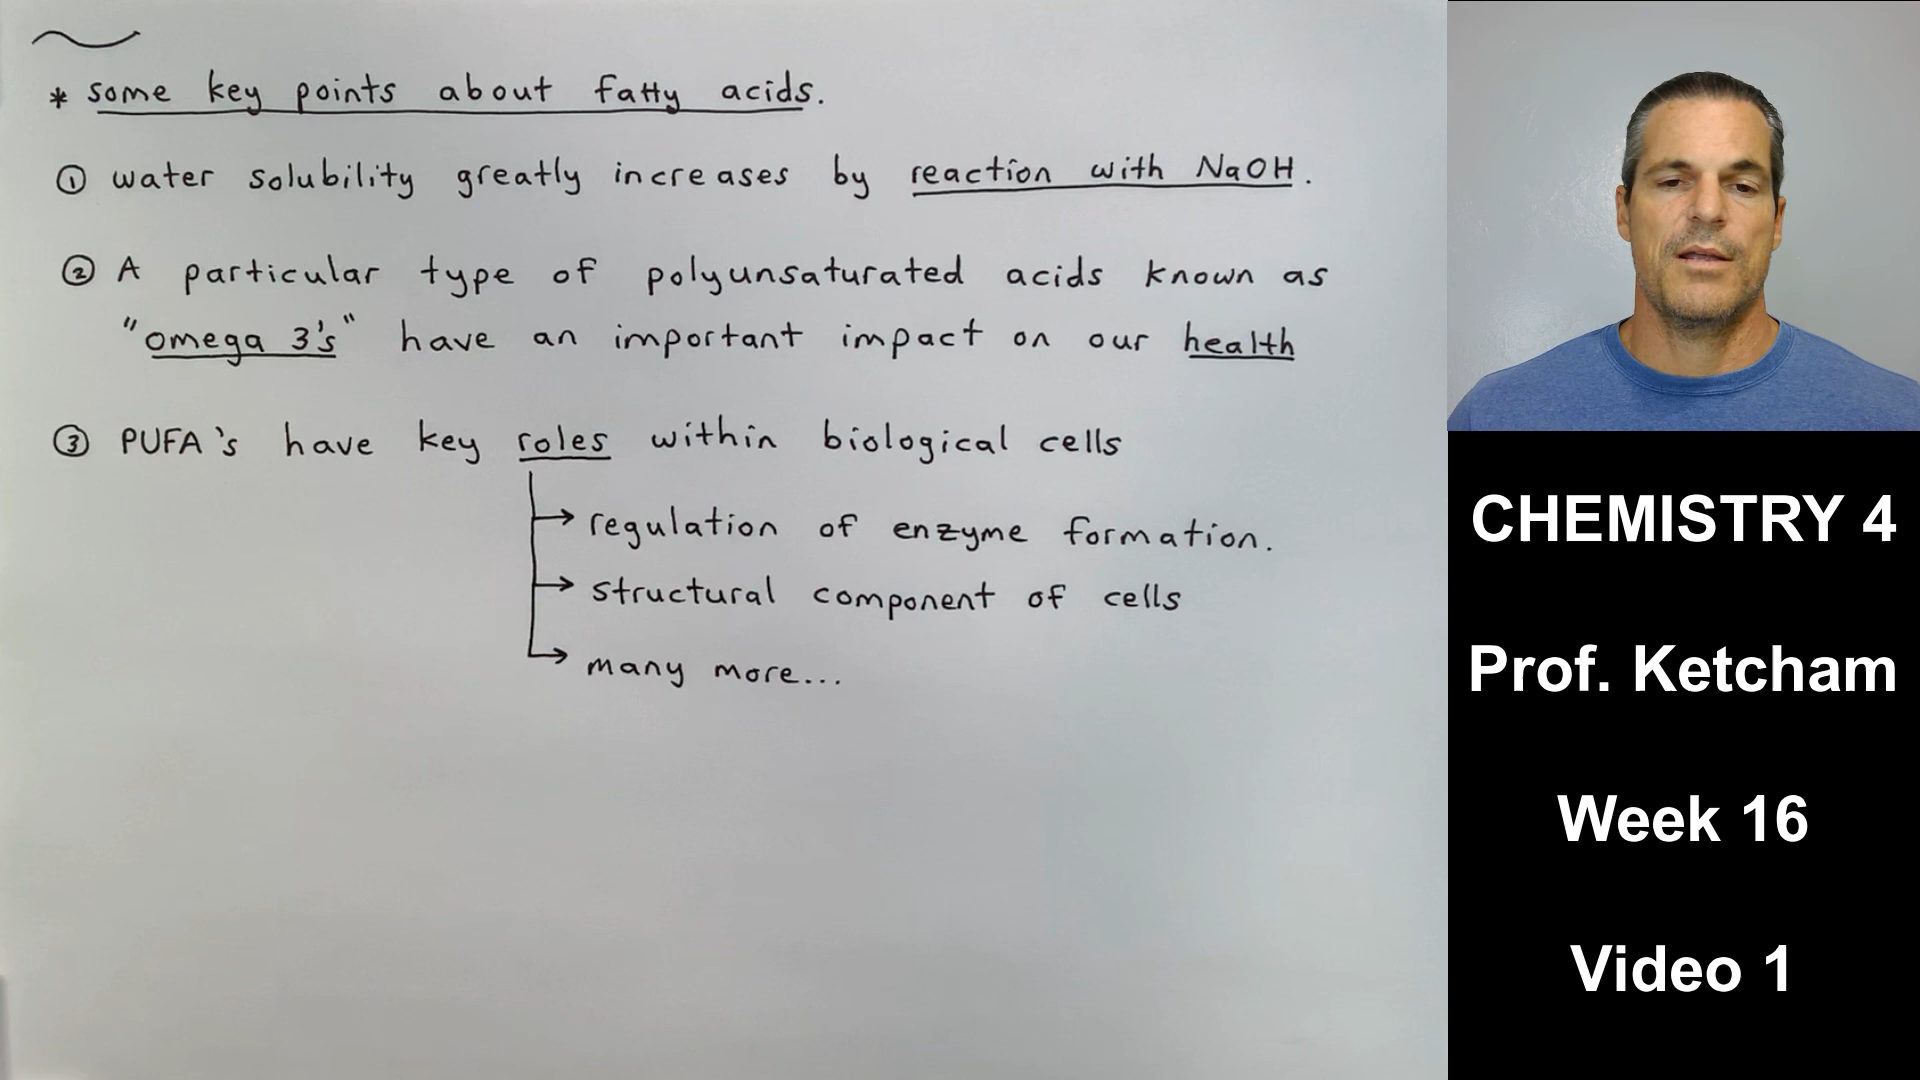 * some key points about fatty acids.
① water solubility greatly increases by reaction with NaOH.
② A particular type of polyunsaturated acids known as
"omega 3's" have an important impact on our health
③ PUFA's have key roles within biological cells
→ regulation of enzyme formation.
→ structural component of cells
→ many more...
CHEMISTRY 4
Prof. Ketcham
Week 16
Video 1